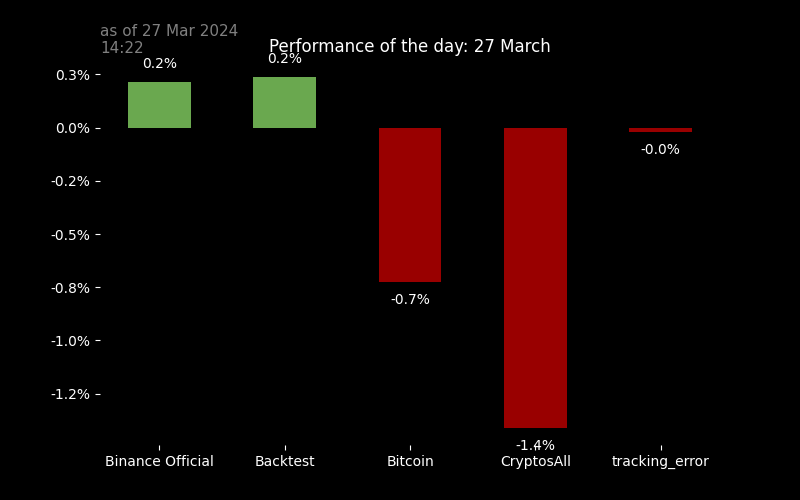 as of 27 Mar 2024
14:22
Performance of the day: 27 March
0.2%
0.2%
0.3%
0.0%
-0.2%
-0.5%
-0.8%
-1.0%
-1.2%
-0.0%
-0.7%
-1.4%
Binance Official
Backtest
Bitcoin
CryptosAll
tracking_error